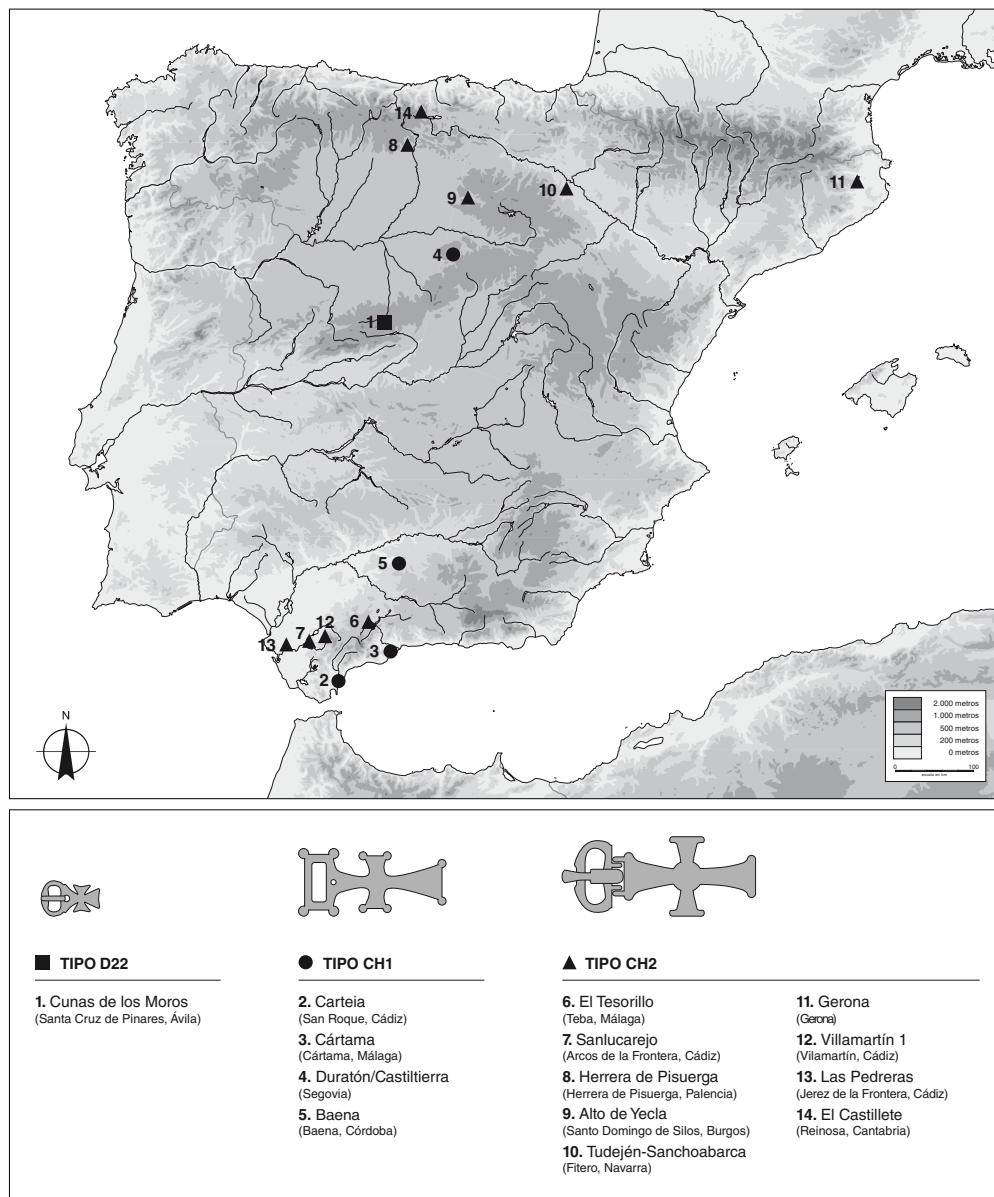 14
8
10
11
9
4
1
5
12
6
7
13
3
2
N
2.000 metros
1.000 metros
500 metros
200 metros
0 metros
0 100
escala en km
TIPO D22
1. Cunas de los Moros
(Santa Cruz de Pinares, Ávila)
TIPO CH1
2. Carteia
(San Roque, Cádiz)
3. Cártama
(Cártama, Málaga)
4. Duratón/Castiltierra
(Segovia)
5. Baena
(Baena, Córdoba)
TIPO CH2
6. El Tesorillo
(Teba, Málaga)
7. Sanlucarejo
(Arcos de la Frontera, Cádiz)
8. Herrera de Pisuerga
(Herrera de Pisuerga, Palencia)
9. Alto de Yecla
(Santo Domingo de Silos, Burgos)
10. Tudején-Sanchoabarca
(Fitero, Navarra)
11. Gerona
(Gerona)
12. Villamartín 1
(Vilamartín, Cádiz)
13. Las Pedreras
(Jerez de la Frontera, Cádiz)
14. El Castillete
(Reinosa, Cantabria)